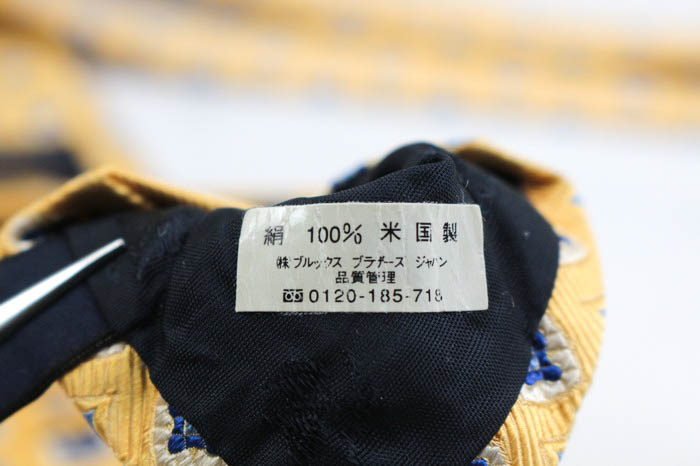 絹 100% 米国製
㈱ブルックス ブラザーズ ジャパン
品質管理
0120-185-718